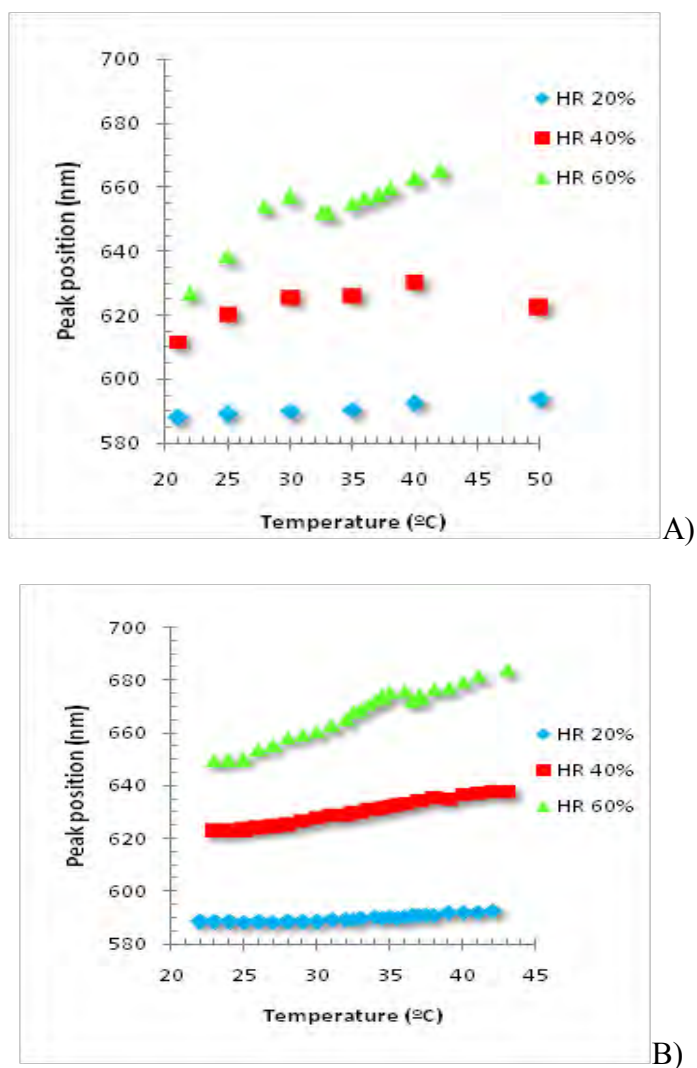 700
680
660
640
620
600
580
Peak position (nm)
20 25 30 35 40 45 50
Temperature (ºC)
HR 20%
HR 40%
HR 60%
A)
700
680
660
640
620
600
580
Peak position (nm)
20 25 30 35 40 45
Temperature (ºC)
HR 20%
HR 40%
HR 60%
B)